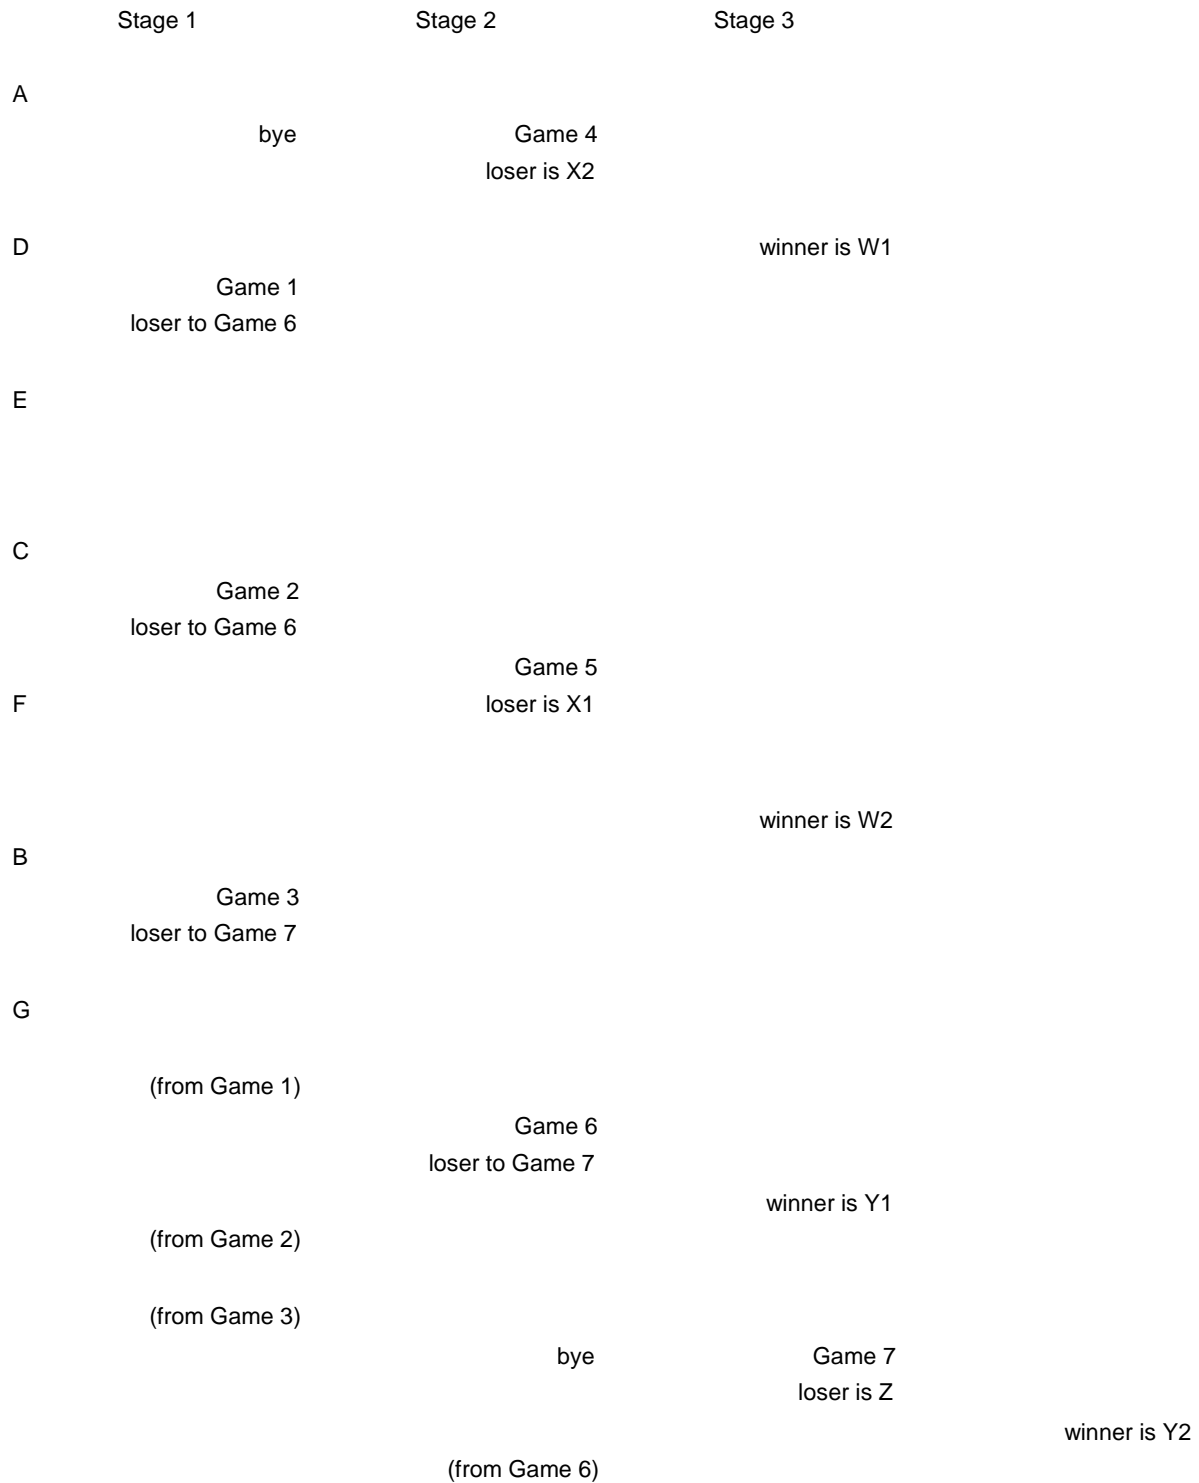 Stage 1 Stage 2 Stage 3
A
bye Game 4
loser is X2
D winner is W1
Game 1
loser to Game 6
E
C
Game 2
loser to Game 6
Game 5
F loser is X1
winner is W2
B
Game 3
loser to Game 7
G
(from Game 1)
Game 6
loser to Game 7
winner is Y1
(from Game 2)
(from Game 3)
bye Game 7
loser is Z
winner is Y2
(from Game 6)